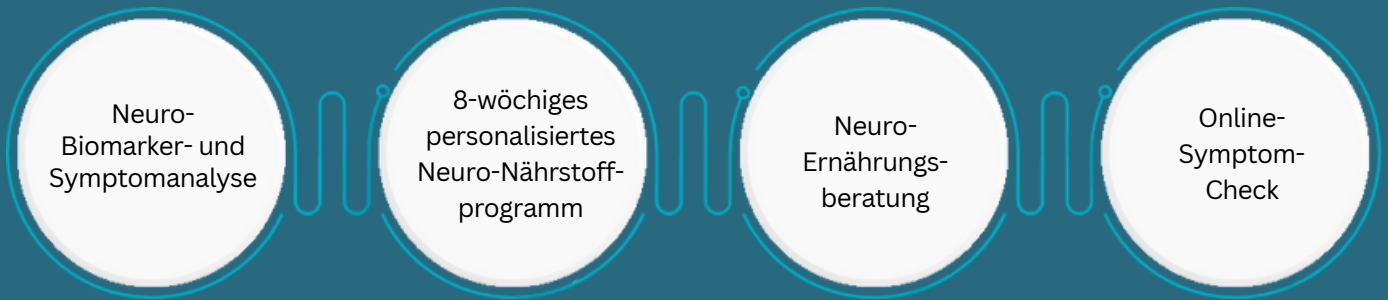 Neuro-
Biomarker- und
Symptomanalyse
8-wöchiges
personalisiertes
Neuro-Nährstoff-
programm
Neuro-
Ernährungs-
beratung
Online-
Symptom-
Check